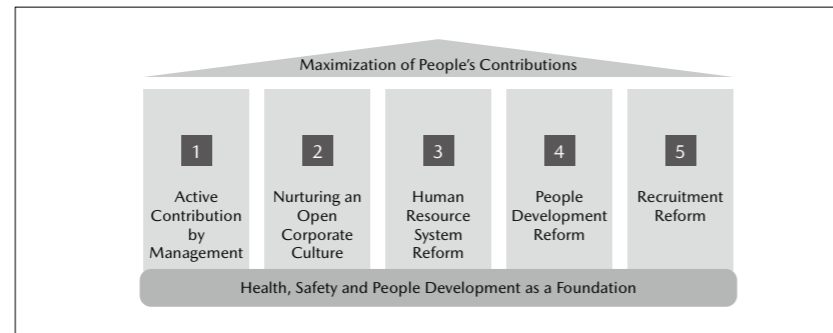 Maximization of People's Contributions
1
Active
Contribution
by
Management
2
Nurturing an
Open
Corporate
Culture
3
Human
Resource
System
Reform
4
People
Development
Reform
5
Recruitment
Reform
Health, Safety and People Development as a Foundation